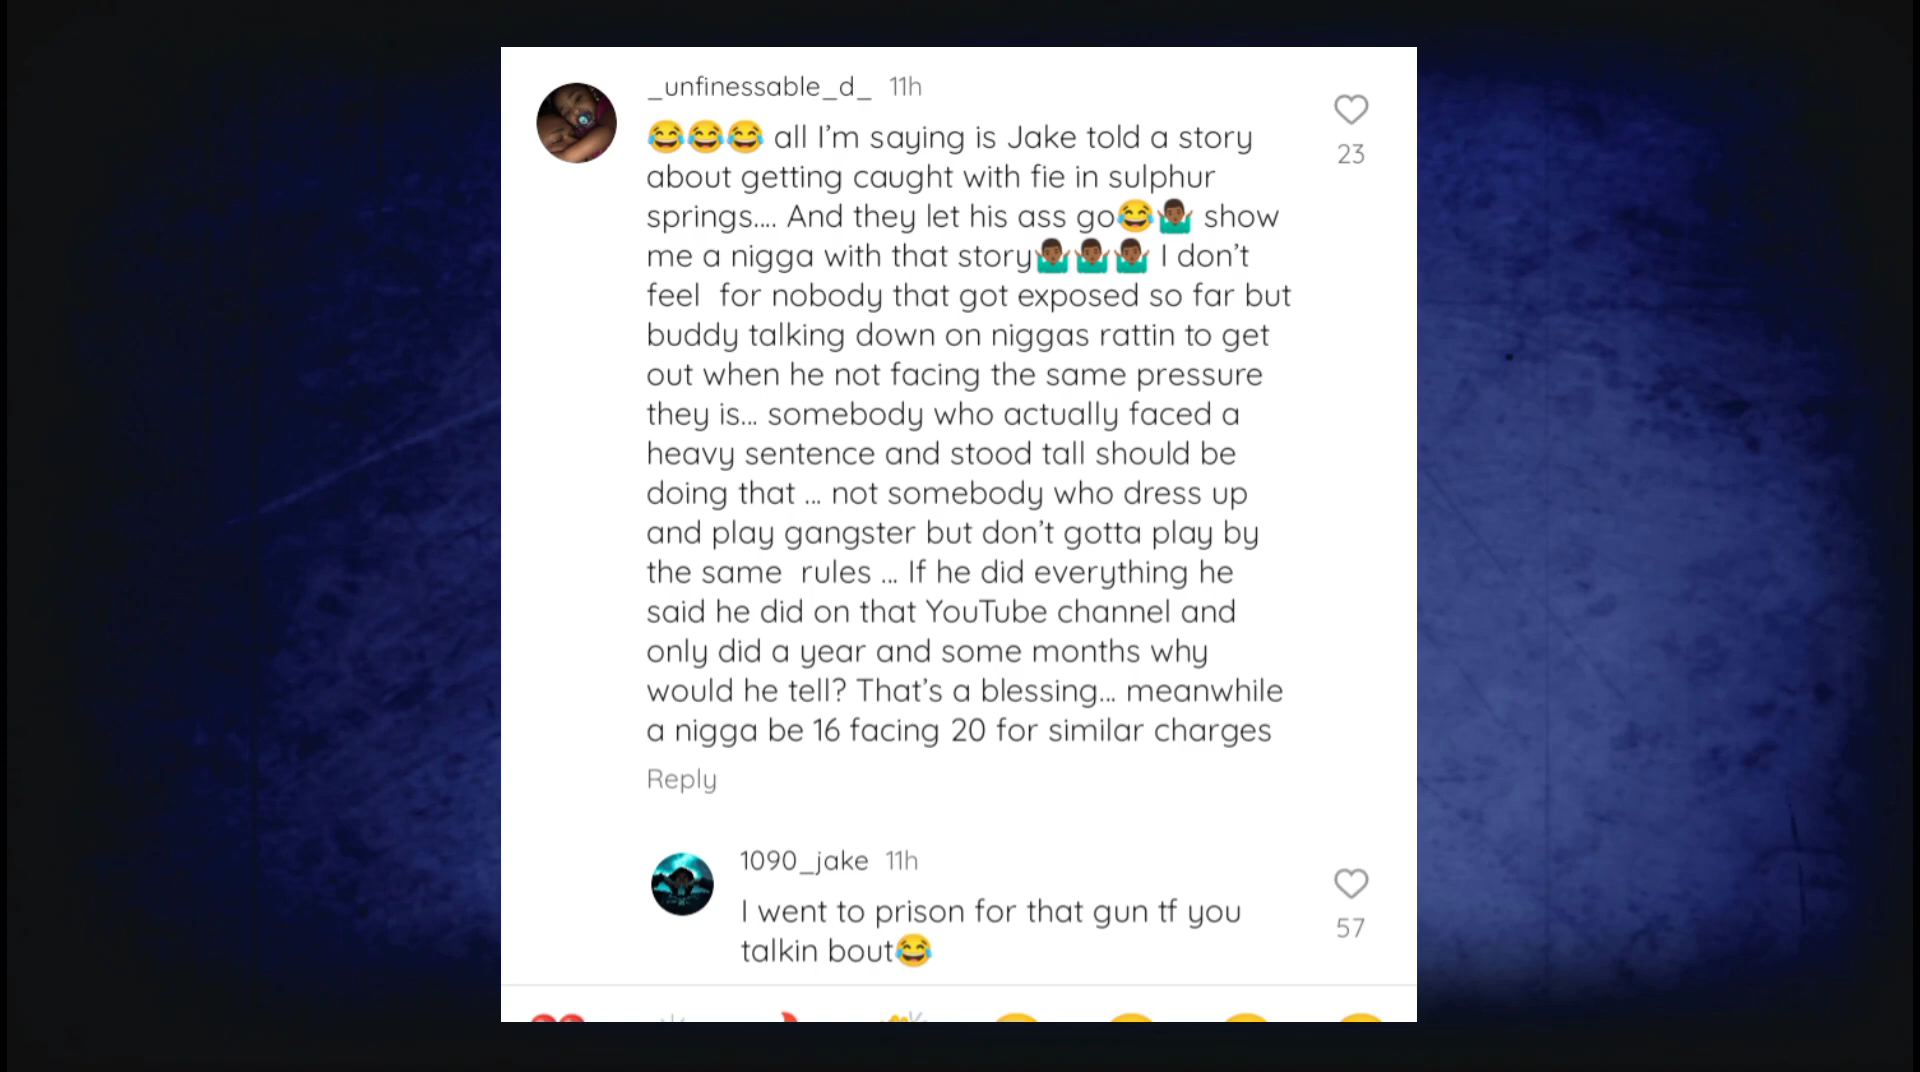 _unfinessable_d_ 11h
😂😂😂 all I'm saying is Jake told a story
about getting caught with fie in sulphur
springs.... And they let his ass go😂🤷🏾‍♂️ show
me a nigga with that story🤷🏾‍♂️🤷🏾‍♂️🤷🏾‍♂️ I don't
feel  for nobody that got exposed so far but
buddy talking down on niggas rattin to get
out when he not facing the same pressure
they is... somebody who actually faced a
heavy sentence and stood tall should be
doing that ... not somebody who dress up
and play gangster but don't gotta play by
the same  rules ... If he did everything he
said he did on that YouTube channel and
only did a year and some months why
would he tell? That's a blessing... meanwhile
a nigga be 16 facing 20 for similar charges
23
Reply
1090_jake 11h
I went to prison for that gun tf you
talkin bout😂
57